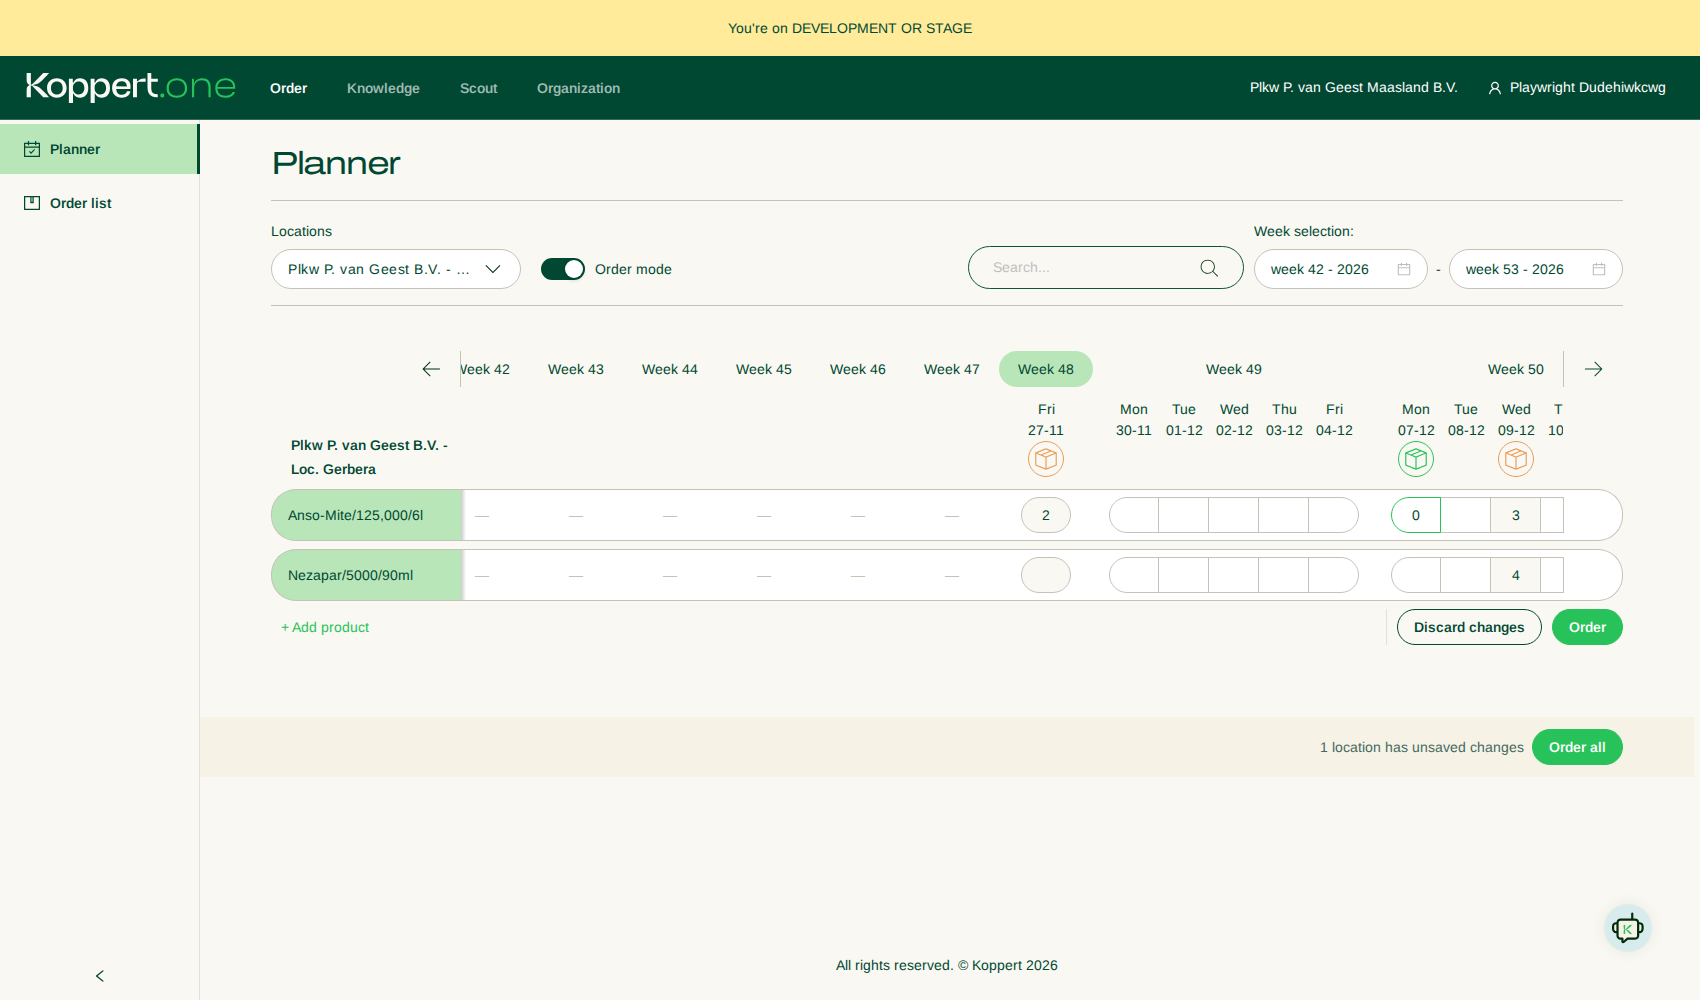 You're on DEVELOPMENT OR STAGE
Koppert.one
Order Knowledge Scout Organization
Plkw P. van Geest Maasland B.V. Playwright Dudehiwkcwg
Planner
Order list
Planner
Locations
Week selection:
Plkw P. van Geest B.V. - ...
Order mode
Search...
week 42 - 2026 - week 53 - 2026
Week 42 Week 43 Week 44 Week 45 Week 46 Week 47 Week 48 Week 49 Week 50
Fri Mon Tue Wed Thu Fri Mon Tue Wed T
27-11 30-11 01-12 02-12 03-12 04-12 07-12 08-12 09-12 10
Plkw P. van Geest B.V. -
Loc. Gerbera
Anso-Mite/125,000/6l — — — — — — 2 0 3
Nezapar/5000/90ml — — — — — — 4
+ Add product
Discard changes
Order
1 location has unsaved changes
Order all
All rights reserved. © Koppert 2026